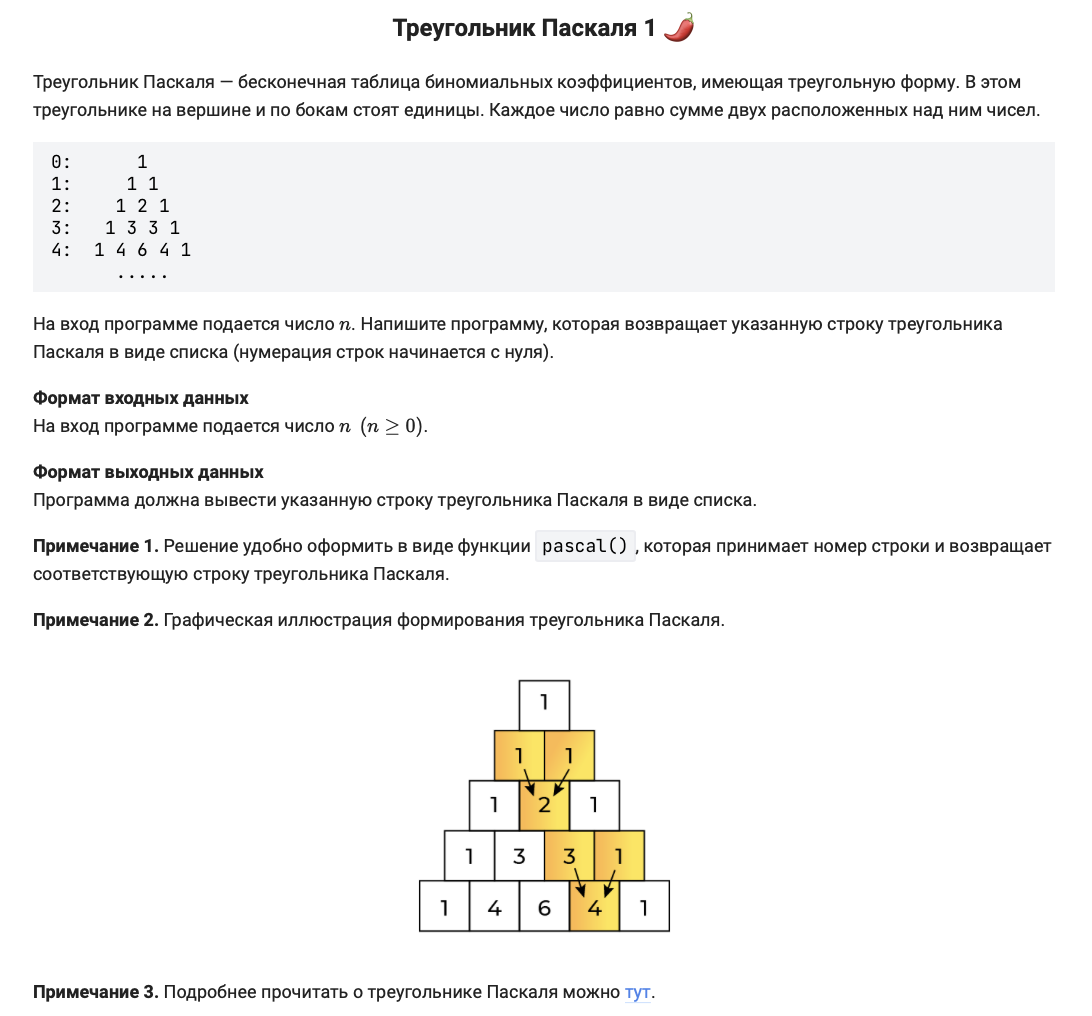 Треугольник Паскаля 1 🌶️
Треугольник Паскаля — бесконечная таблица биномиальных коэффициентов, имеющая треугольную форму. В этом
треугольнике на вершине и по бокам стоят единицы. Каждое число равно сумме двух расположенных над ним чисел.
0: 1
1: 1 1
2: 1 2 1
3: 1 3 3 1
4: 1 4 6 4 1
.....
На вход программе подается число n. Напишите программу, которая возвращает указанную строку треугольника
Паскаля в виде списка (нумерация строк начинается с нуля).
Формат входных данных
На вход программе подается число n (n ≥ 0).
Формат выходных данных
Программа должна вывести указанную строку треугольника Паскаля в виде списка.
Примечание 1. Решение удобно оформить в виде функции pascal(), которая принимает номер строки и возвращает
соответствующую строку треугольника Паскаля.
Примечание 2. Графическая иллюстрация формирования треугольника Паскаля.
1
1 1
1 2 1
1 3 3 1
1 4 6 4 1
Примечание 3. Подробнее прочитать о треугольнике Паскаля можно тут.